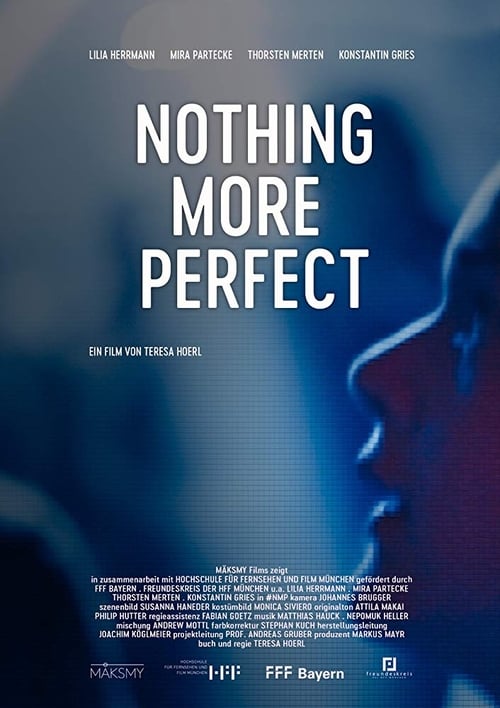 LILIA HERRMANN MIRA PARTECKE THORSTEN MERTEN KONSTANTIN GRIES
NOTHING
MORE
PERFECT
EIN FILM VON TERESA HOERL
MÄKSMY Films zeigt
in zusammenarbeit mit HOCHSCHULE FÜR FERNSEHEN UND FILM MÜNCHEN gefördert durch
FFF BAYERN . FREUNDESKREIS DER HFF MÜNCHEN u.a. LILIA HERRMANN . MIRA PARTECKE
THORSTEN MERTEN . KONSTANTIN GRIES in #NMP kamera JOHANNES BRUGGER
szenenbild SUSANNA HANEDER kostümbild MONICA SIVIERO originalton ATTILA MAKAI
PHILIP HUTTER regieassistenz FABIAN GOETZ musik MATTHIAS HAUCK . NEPOMUK HELLER
mischung ANDREW MOTTL farbkorrektur STEPHAN KUCH herstellungsleitung
JOACHIM KÖGLMEIER projektleitung PROF. ANDREAS GRUBER produzent MARKUS MAYR
buch und regie TERESA HOERL
MÄKSMY
HOCHSCHULE
FÜR FERNSEHEN UND
FILM MÜNCHEN
HFF
FFF Bayern
freundeskreis